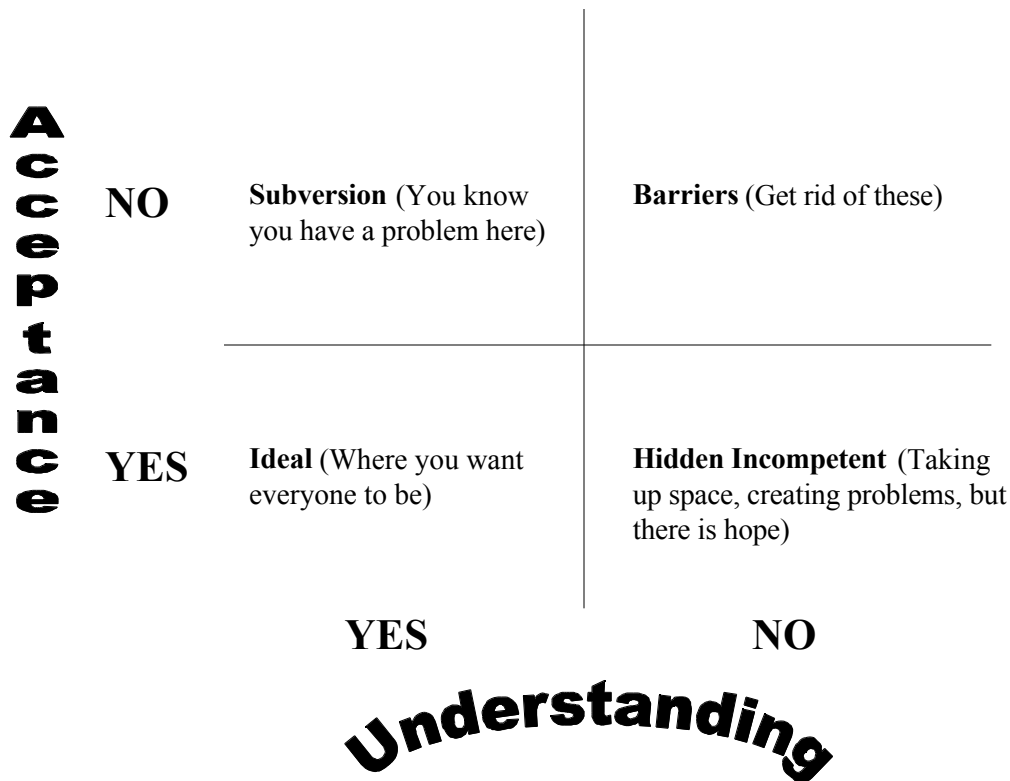 Acceptance
NO
Subversion (You know
you have a problem here)
Barriers (Get rid of these)
YES
Ideal (Where you want
everyone to be)
Hidden Incompetent (Taking
up space, creating problems, but
there is hope)
YES
NO
Understanding